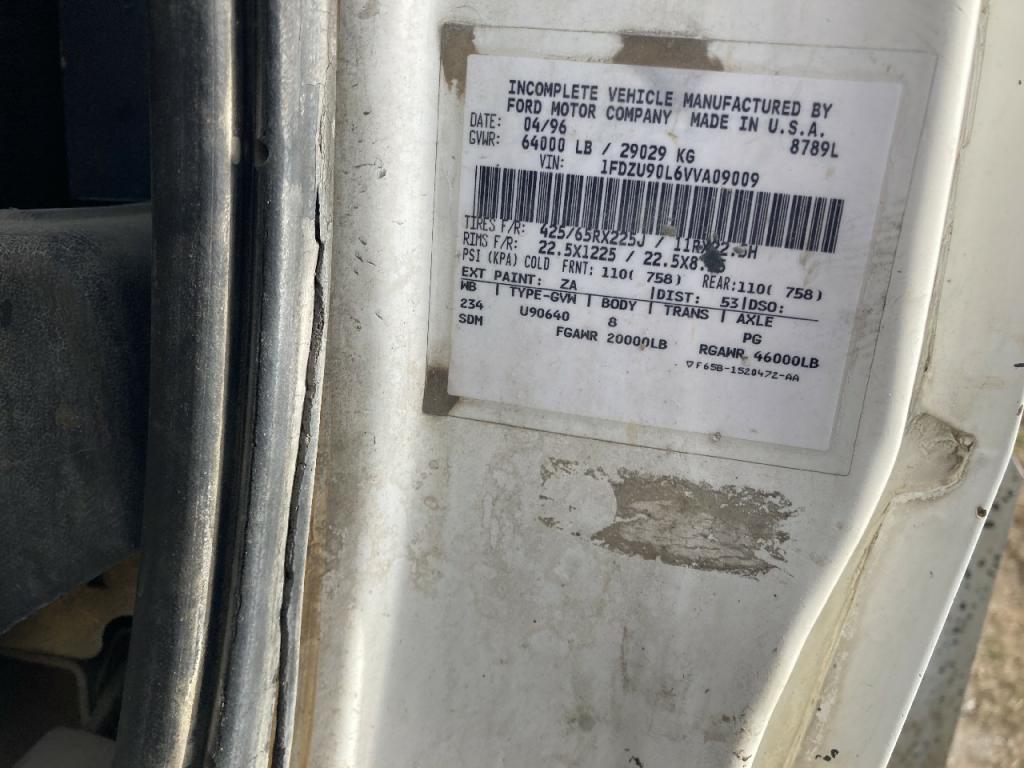 INCOMPLETE VEHICLE MANUFACTURED BY
FORD MOTOR COMPANY MADE IN U.S.A.
DATE: 04/96 8789L
GVWR: 64000 LB / 29029 KG
VIN: 1FDZU90L6VVA09009
TIRES F/R: 425/65RX225J /
RIMS F/R: 22.5X1225 /
PSI (KPA) COLD FRNT: 110( 758) REAR:110( 758)
EXT PAINT: ZA |DIST: 53|DSO:
WB | TYPE-GVW | BODY | TRANS | AXLE
234 U90640 8 PG
SDM FGAWR 20000LB RGAWR 46000LB
▽F65B-1520472-AA